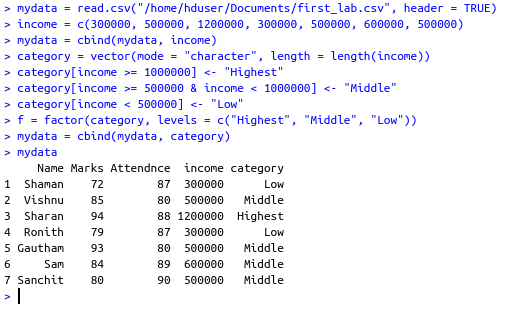 > mydata = read.csv("/home/hduser/Documents/first_lab.csv", header = TRUE)
> income = c(300000, 500000, 1200000, 300000, 500000, 600000, 500000)
> mydata = cbind(mydata, income)
> category = vector(mode = "character", length = length(income))
> category[income >= 1000000] <- "Highest"
> category[income >= 500000 & income < 1000000] <- "Middle"
> category[income < 500000] <- "Low"
> f = factor(category, levels = c("Highest", "Middle", "Low"))
> mydata = cbind(mydata, category)
> mydata
     Name Marks Attendnce  income category
1  Shaman    72        87  300000      Low
2  Vishnu    85        80  500000   Middle
3  Sharan    94        88 1200000  Highest
4  Ronith    79        87  300000      Low
5 Gautham    93        80  500000   Middle
6     Sam    84        89  600000   Middle
7 Sanchit    80        90  500000   Middle
>